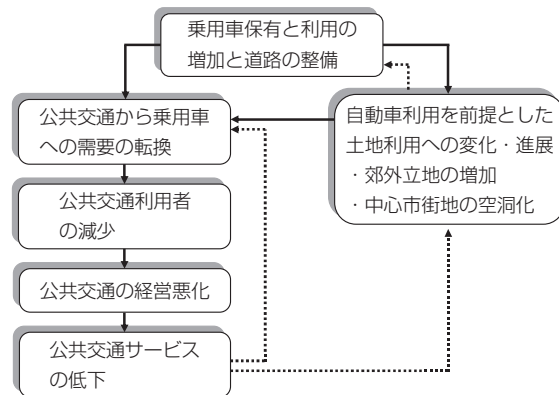 乗用車保有と利用の
増加と道路の整備
公共交通から乗用車
への需要の転換
自動車利用を前提とした
土地利用への変化・進展
・郊外立地の増加
・中心市街地の空洞化
公共交通利用者
の減少
公共交通の経営悪化
公共交通サービス
の低下